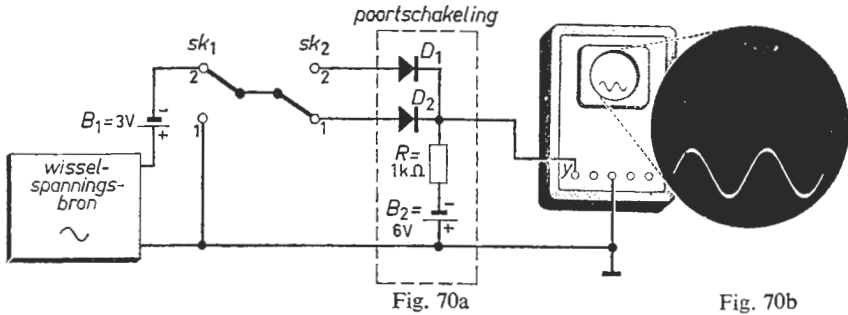 poortschakeling
sk1
sk2
2
2
D1
B1=3V
-
+
1
1
D2
R=
1kΩ
wissel-
spannings-
bron
~
B2=
6V
-
+
y
Fig. 70a
Fig. 70b